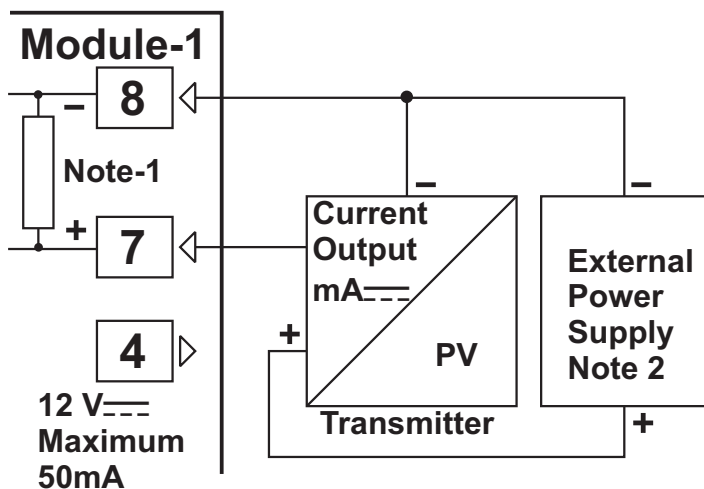 Module-1
8
−
Note-1
+
7
4
12 V⎓
Maximum
50mA
−
Current
Output
mA⎓
+
PV
Transmitter
−
External
Power
Supply
Note 2
+